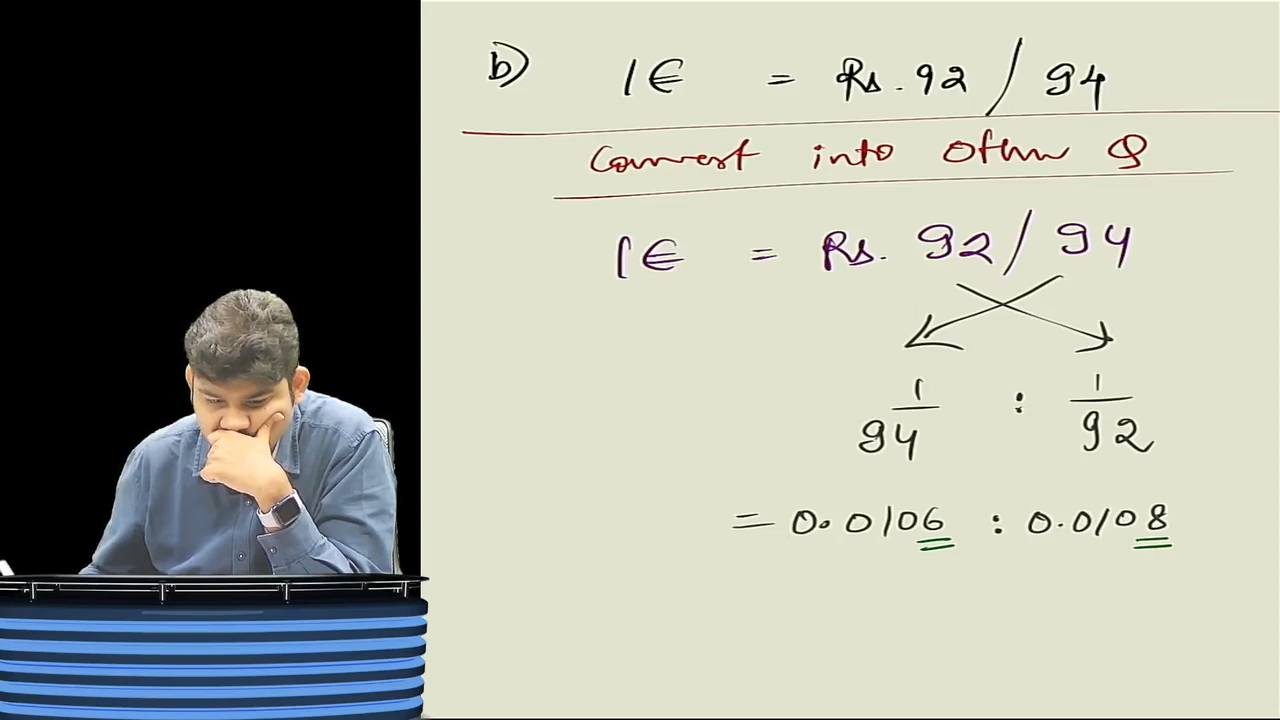 b) 1€ = Rs. 92 / 94
Convert into other Q
1€ = Rs. 92 / 94
1/94 : 1/92
= 0.0106 : 0.0108